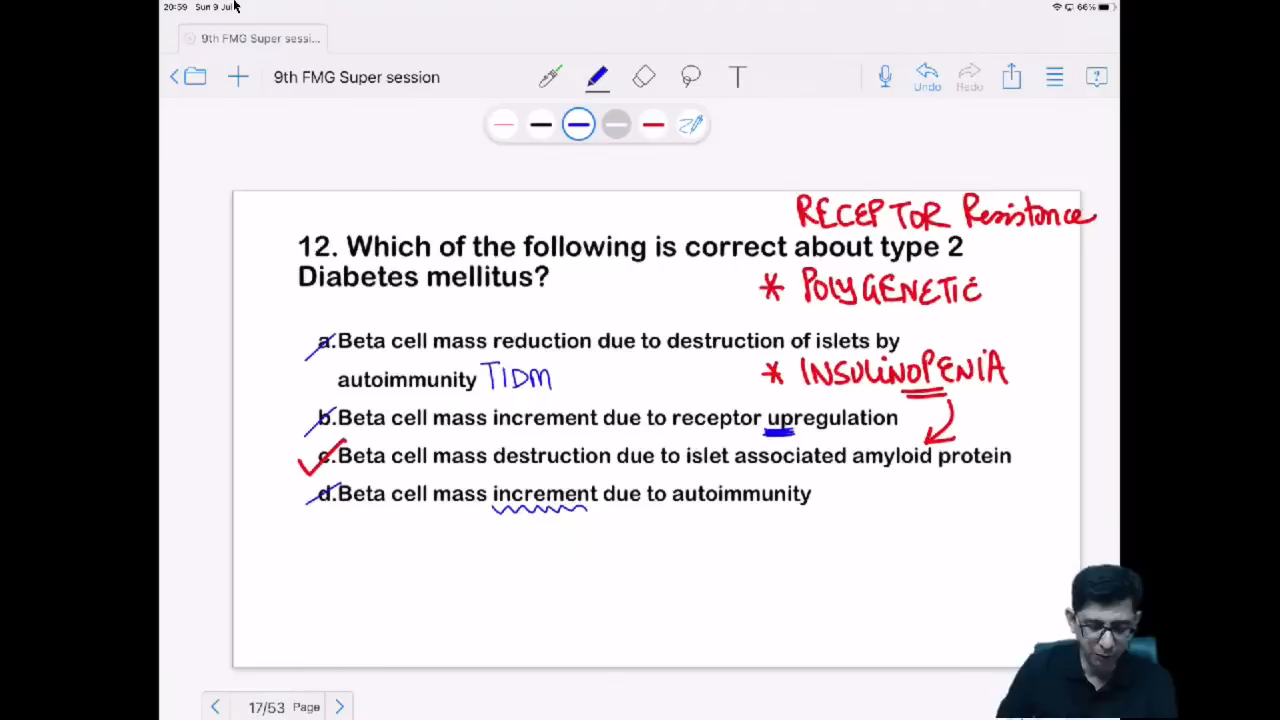 20:59 Sun 9 Jul
66%
9th FMG Super sessi...
9th FMG Super session
T
Undo
Redo
?
RECEPTOR Resistance
12. Which of the following is correct about type 2
Diabetes mellitus?
* POLYGENETIC
a.Beta cell mass reduction due to destruction of islets by
autoimmunity TIDM
* INSULINOPENIA
b.Beta cell mass increment due to receptor upregulation
c.Beta cell mass destruction due to islet associated amyloid protein
d.Beta cell mass increment due to autoimmunity
17/53 Page